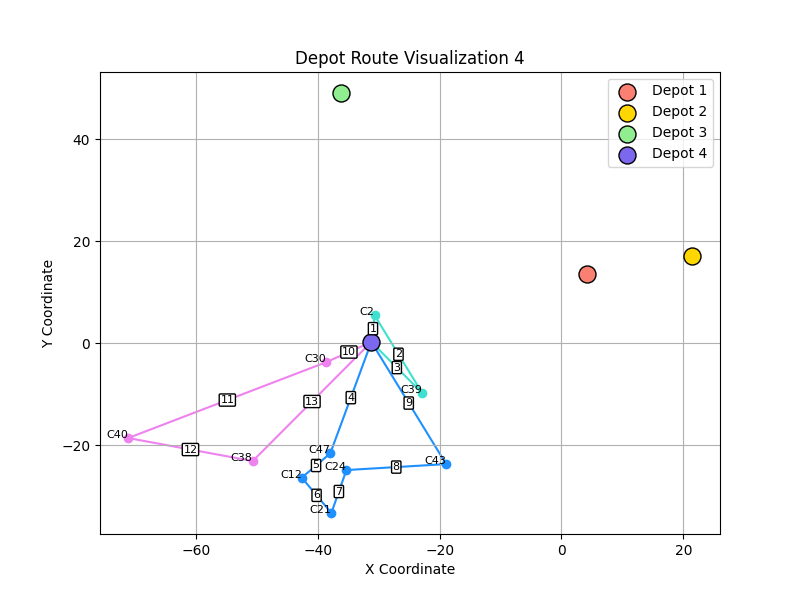 Depot Route Visualization 4
Depot 1
Depot 2
Depot 3
Depot 4
Y Coordinate
40
20
0
−20
C2
1
C30
10
2
3
C39
11
13
4
9
C40
12
C38
C47
5
C24
8
C43
C12
6
7
C21
−60
−40
−20
0
20
X Coordinate